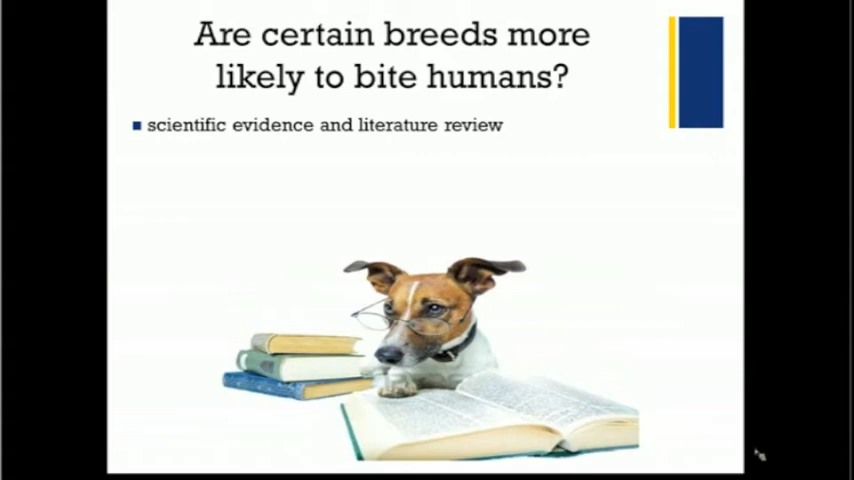 Are certain breeds more
likely to bite humans?
scientific evidence and literature review